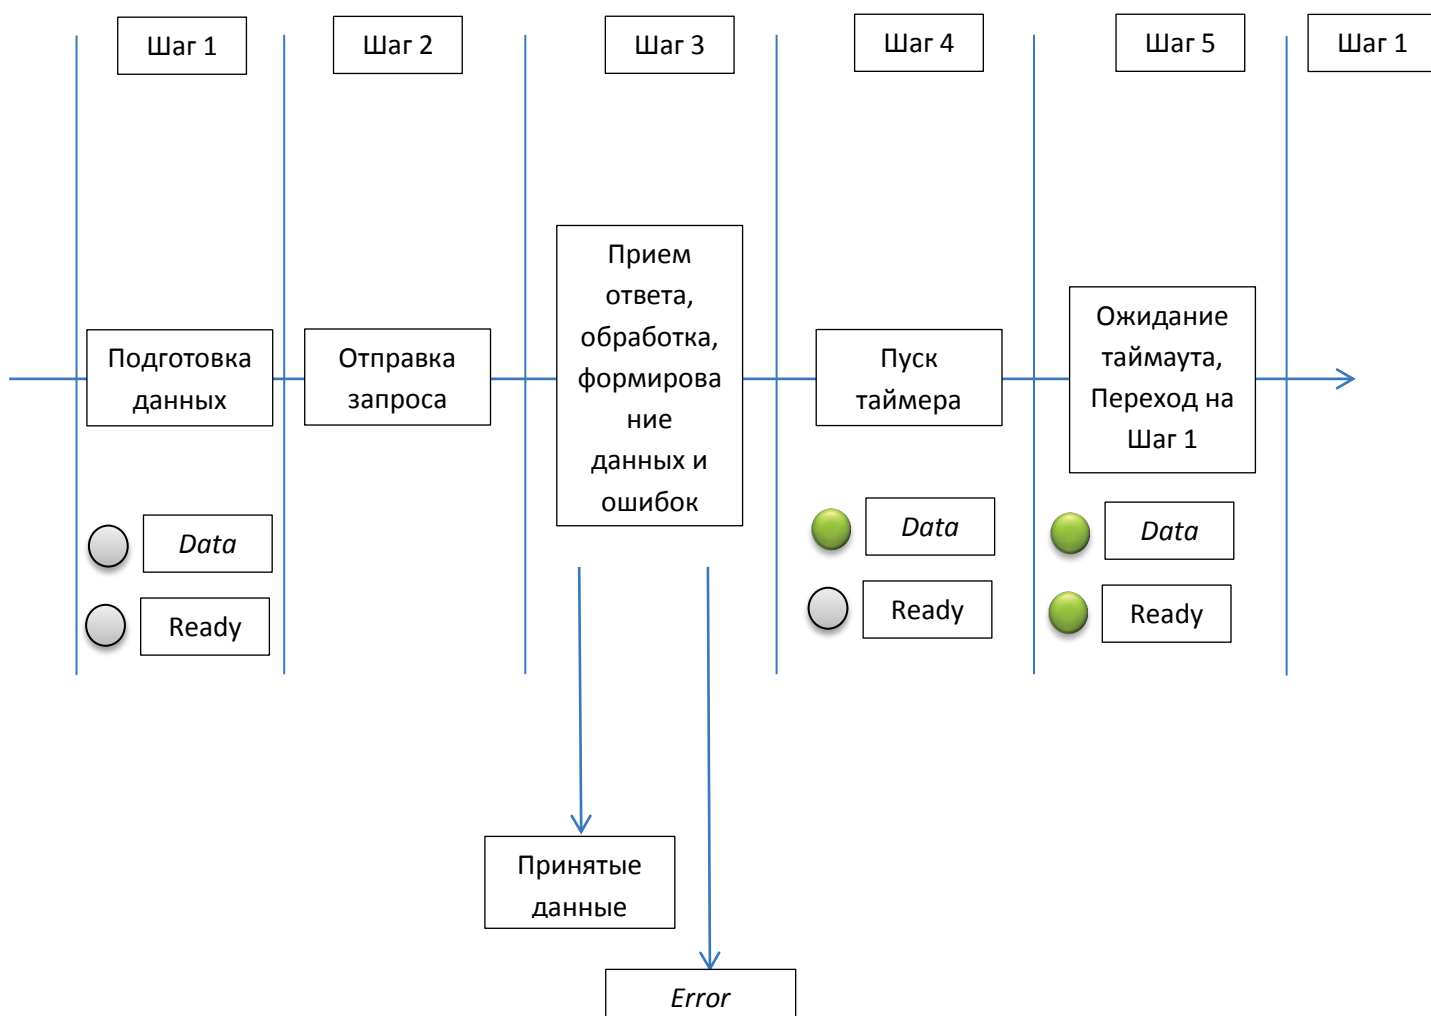 Шаг 1
Шаг 2
Шаг 3
Шаг 4
Шаг 5
Шаг 1
Подготовка
данных
Отправка
запроса
Прием
ответа,
обработка,
формирова
ние
данных и
ошибок
Пуск
таймера
Ожидание
таймаута,
Переход на
Шаг 1
Data
Ready
Data
Ready
Data
Ready
Принятые
данные
Error